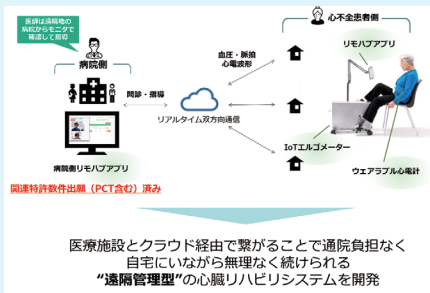 医師は遠隔地の
病院からモニタで
確認して指導
病院側
問診・指導
病院側リモハブアプリ
関連特許数件出願（PCT含む）済み
血圧・脈拍
心電波形
リアルタイム双方向通信
心不全患者側
リモハブアプリ
IoTエルゴメーター
ウェアラブル心電計
医療施設とクラウド経由で繋がることで通院負担なく
自宅にいながら無理なく続けられる
“遠隔管理型”の心臓リハビリシステムを開発